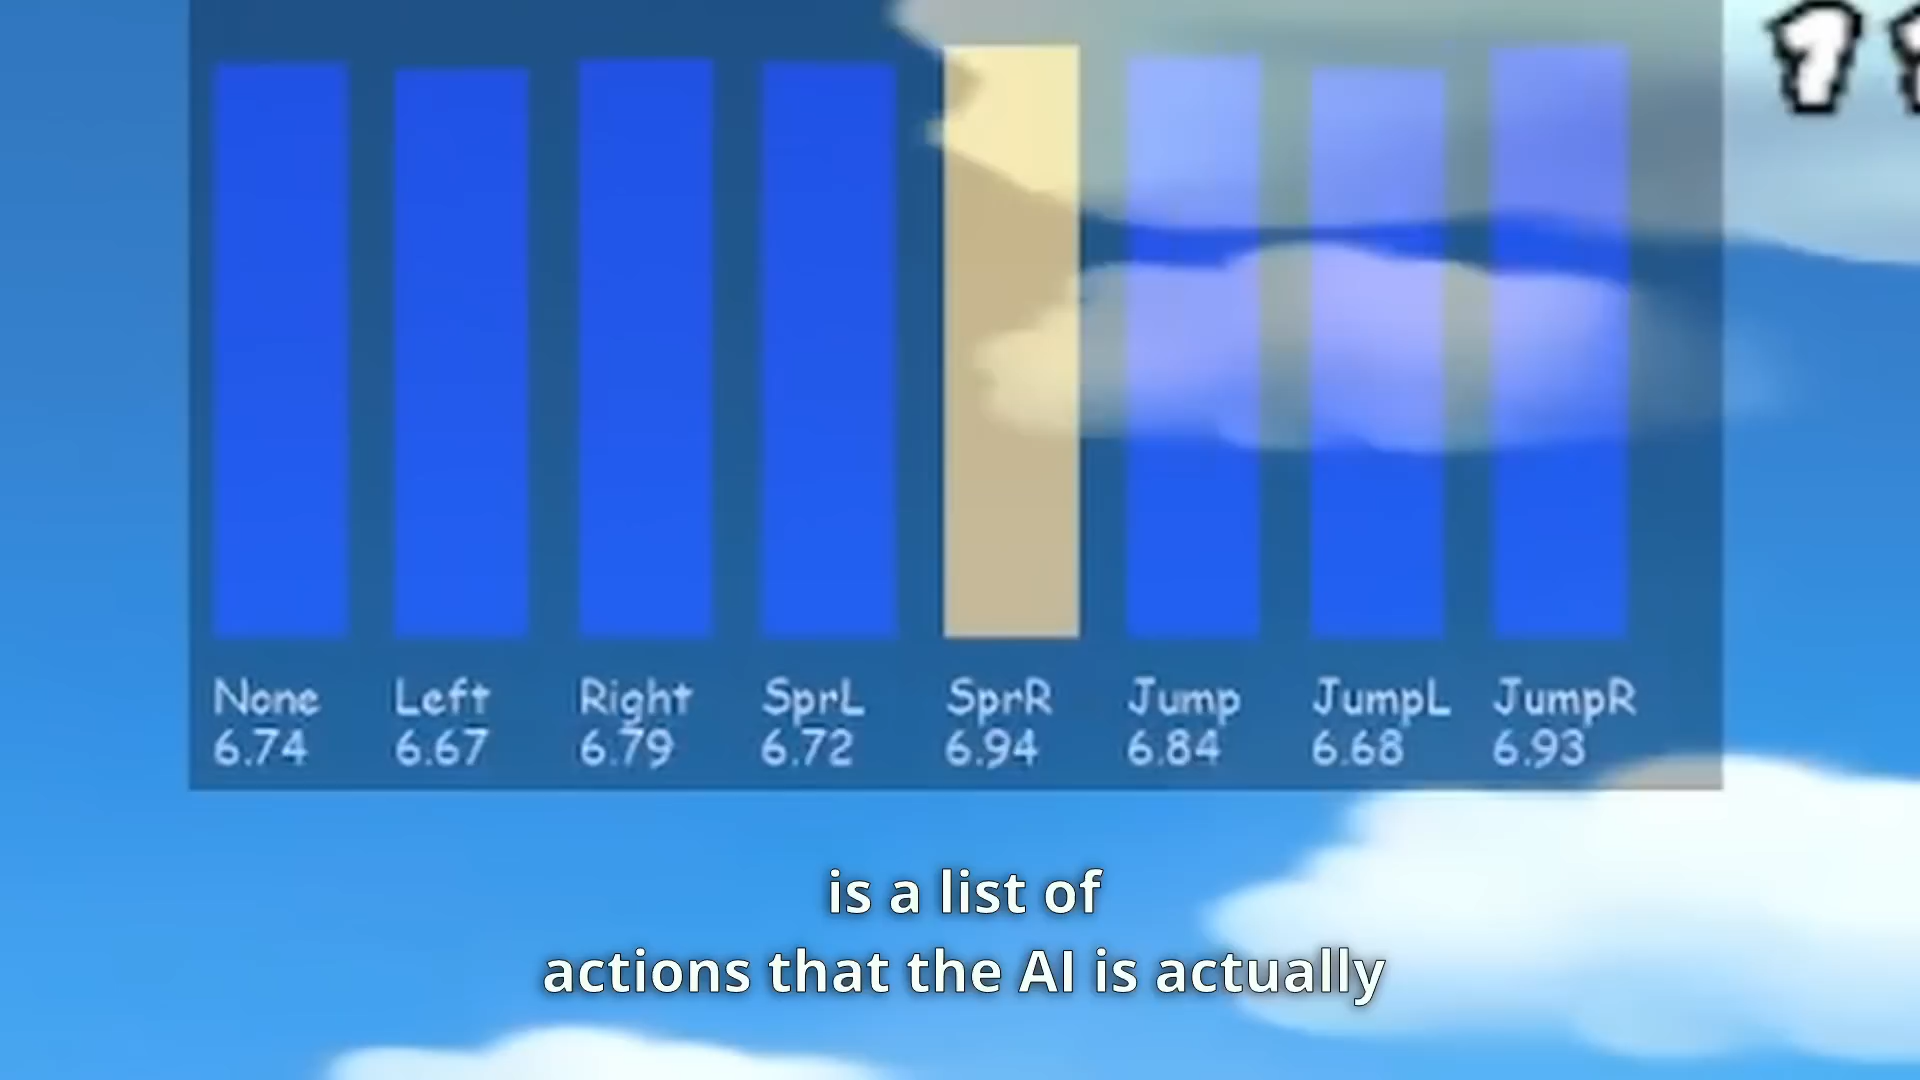 None Left Right SprL SprR Jump JumpL JumpR
6.74 6.67 6.79 6.72 6.94 6.84 6.68 6.93
is a list of
actions that the AI is actually